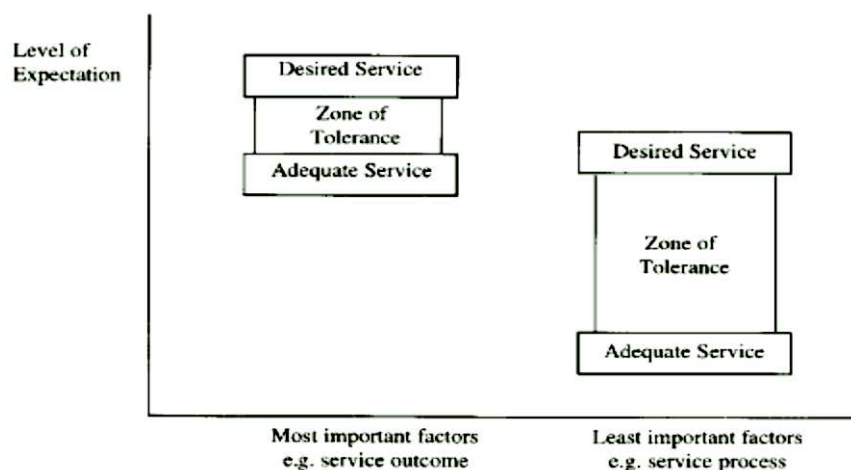 Level of
Expectation
Desired Service
Zone of
Tolerance
Adequate Service
Desired Service
Zone of
Tolerance
Adequate Service
Most important factors
e.g. service outcome
Least important factors
e.g. service process